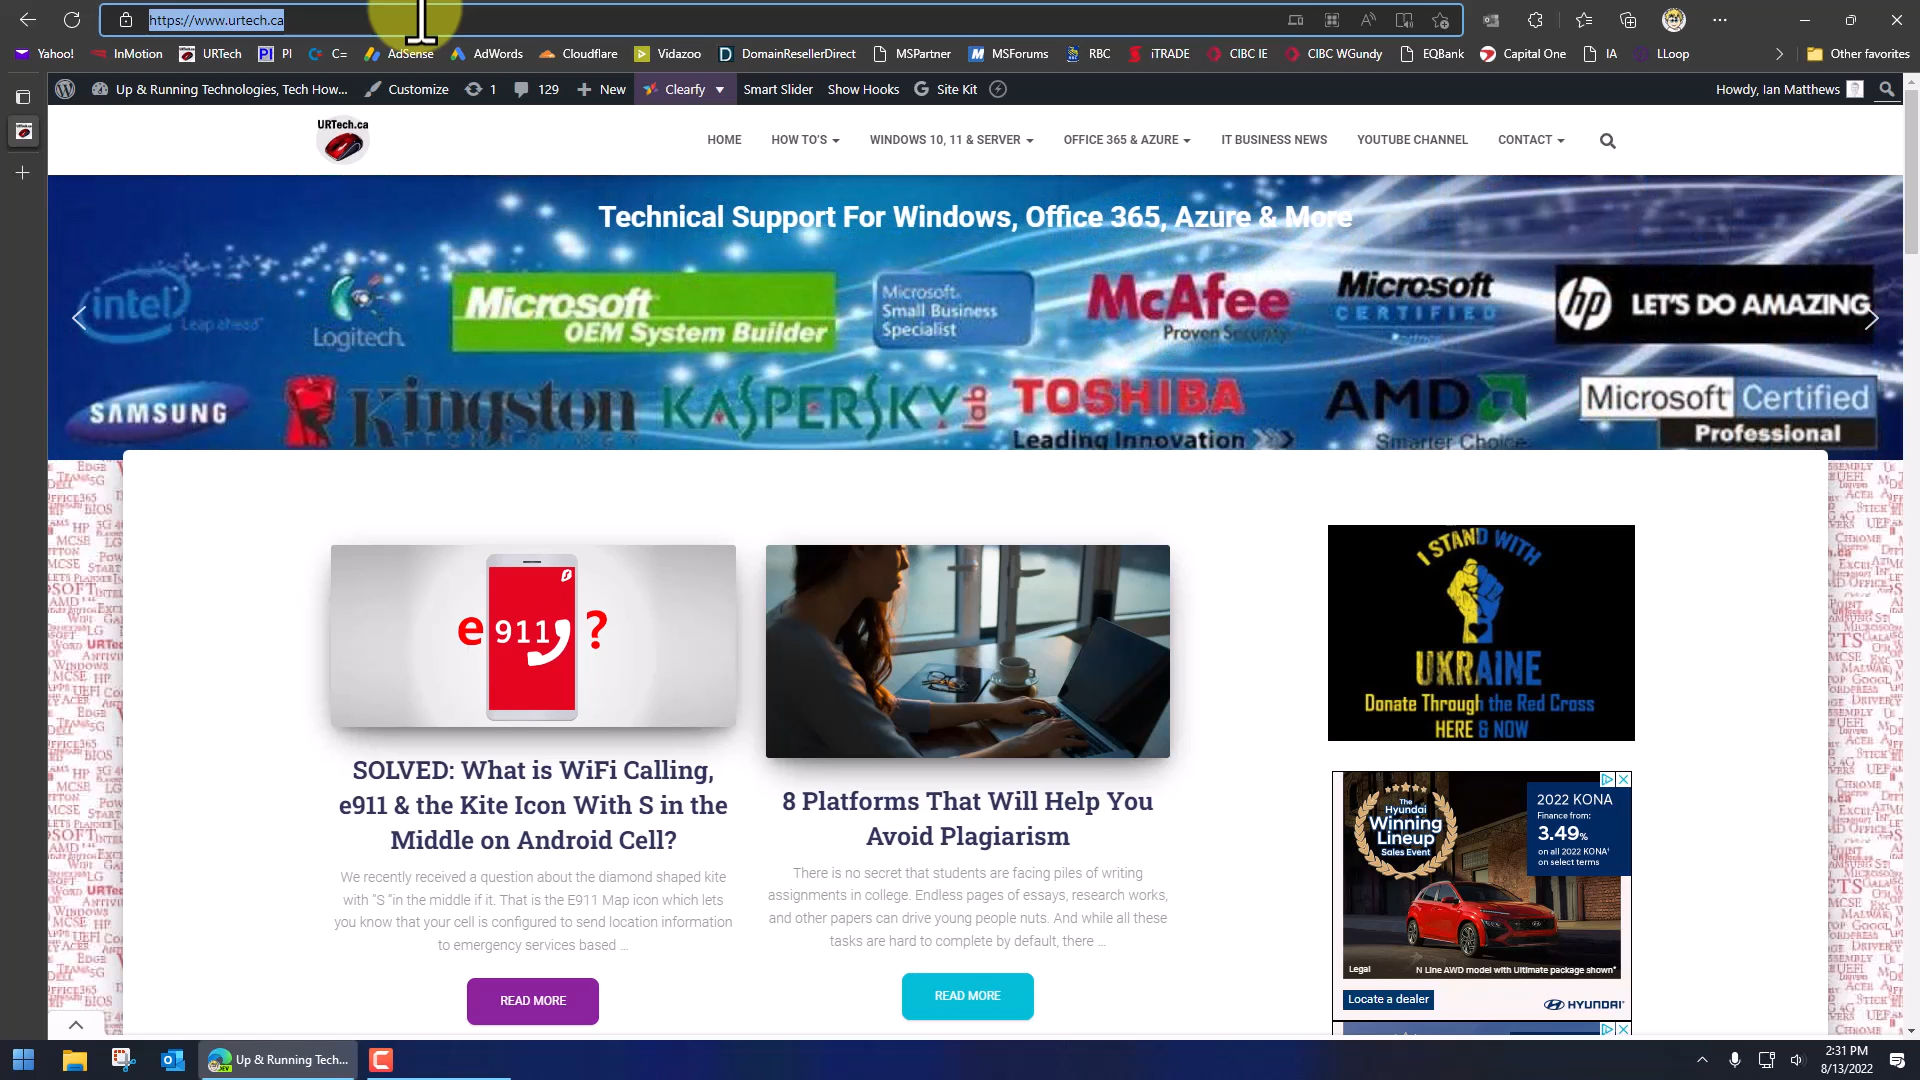 https://www.urtech.ca
Yahoo! InMotion URTech PI C= AdSense AdWords Cloudflare Vidazoo DomainResellerDirect MSPartner MSForums RBC iTRADE CIBC IE CIBC WGundy EQBank Capital One IA LLoop Other favorites
Up & Running Technologies, Tech How... Customize 1 129 New Clearfy Smart Slider Show Hooks Site Kit Howdy, Ian Matthews
URTech.ca
HOME HOW TO'S WINDOWS 10, 11 & SERVER OFFICE 365 & AZURE IT BUSINESS NEWS YOUTUBE CHANNEL CONTACT
Technical Support For Windows, Office 365, Azure & More
intel Leap ahead
Logitech
Microsoft
OEM System Builder
Microsoft
Small Business
Specialist
McAfee
Proven Security
Microsoft
CERTIFIED
Partner
hp LET'S DO AMAZING
SAMSUNG
Kingston
TECHNOLOGY
KASPERSKY lab
TOSHIBA
Leading Innovation
AMD
Smarter Choice
Microsoft Certified
Professional
e 911 ?
SOLVED: What is WiFi Calling,
e911 & the Kite Icon With S in the
Middle on Android Cell?
We recently received a question about the diamond shaped kite
with "S "in the middle if it. That is the E911 Map icon which lets
you know that your cell is configured to send location information
to emergency services based ...
READ MORE
8 Platforms That Will Help You
Avoid Plagiarism
There is no secret that students are facing piles of writing
assignments in college. Endless pages of essays, research works,
and other papers can drive young people nuts. And while all these
tasks are hard to complete by default, there ...
READ MORE
I STAND WITH
UKRAINE
Donate Through the Red Cross
HERE & NOW
The
Hyundai
Winning
Lineup
Sales Event
2022 KONA
Finance from:
3.49%
on all 2022 KONA†
on select terms
Legal
N Line AWD model with Ultimate package shown*
Locate a dealer
HYUNDAI
Up & Running Tech...
2:31 PM
8/13/2022